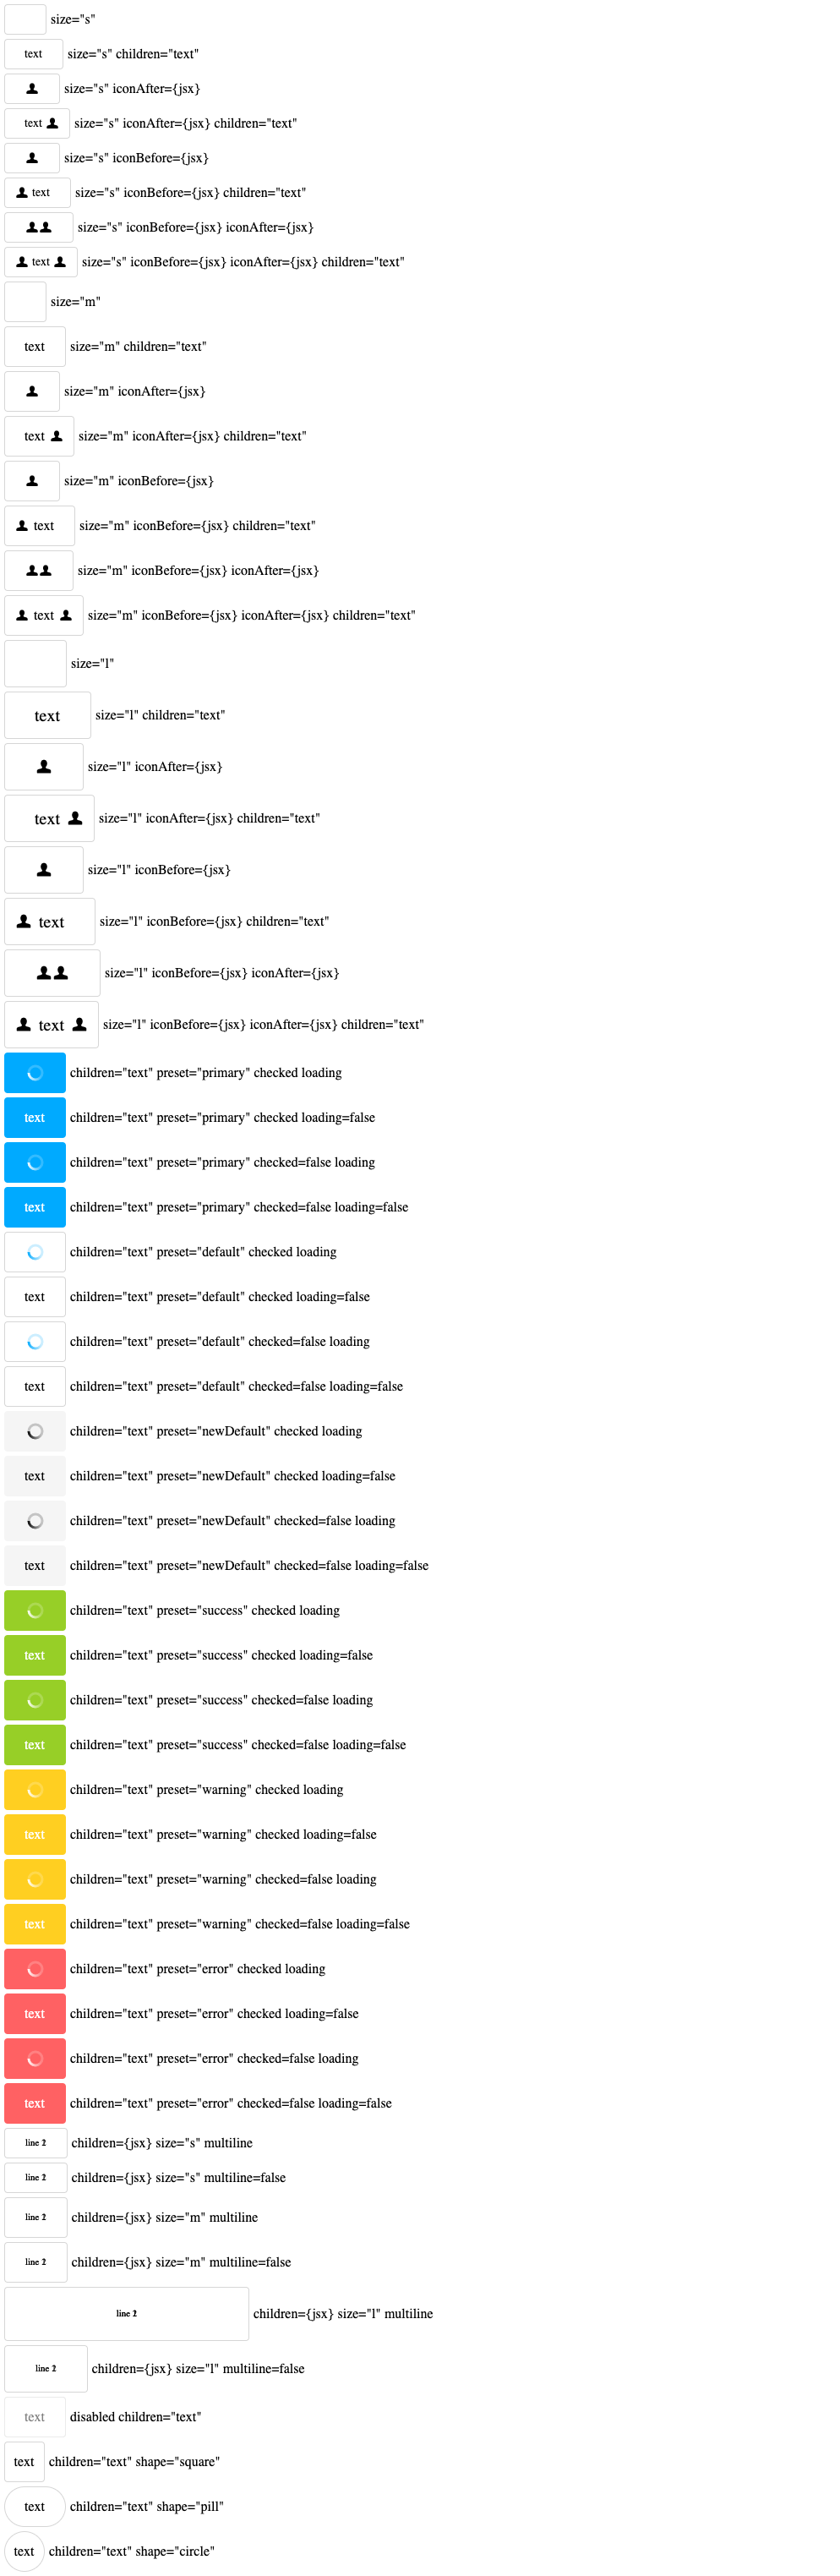 size="s"
text size="s" children="text"
size="s" iconAfter={jsx}
text size="s" iconAfter={jsx} children="text"
size="s" iconBefore={jsx}
text size="s" iconBefore={jsx} children="text"
size="s" iconBefore={jsx} iconAfter={jsx}
text size="s" iconBefore={jsx} iconAfter={jsx} children="text"
size="m"
text size="m" children="text"
size="m" iconAfter={jsx}
text size="m" iconAfter={jsx} children="text"
size="m" iconBefore={jsx}
text size="m" iconBefore={jsx} children="text"
size="m" iconBefore={jsx} iconAfter={jsx}
text size="m" iconBefore={jsx} iconAfter={jsx} children="text"
size="l"
text size="l" children="text"
size="l" iconAfter={jsx}
text size="l" iconAfter={jsx} children="text"
size="l" iconBefore={jsx}
text size="l" iconBefore={jsx} children="text"
size="l" iconBefore={jsx} iconAfter={jsx}
text size="l" iconBefore={jsx} iconAfter={jsx} children="text"
children="text" preset="primary" checked loading
text children="text" preset="primary" checked loading=false
children="text" preset="primary" checked=false loading
text children="text" preset="primary" checked=false loading=false
children="text" preset="default" checked loading
text children="text" preset="default" checked loading=false
children="text" preset="default" checked=false loading
text children="text" preset="default" checked=false loading=false
children="text" preset="newDefault" checked loading
text children="text" preset="newDefault" checked loading=false
children="text" preset="newDefault" checked=false loading
text children="text" preset="newDefault" checked=false loading=false
children="text" preset="success" checked loading
text children="text" preset="success" checked loading=false
children="text" preset="success" checked=false loading
text children="text" preset="success" checked=false loading=false
children="text" preset="warning" checked loading
text children="text" preset="warning" checked loading=false
children="text" preset="warning" checked=false loading
text children="text" preset="warning" checked=false loading=false
children="text" preset="error" checked loading
text children="text" preset="error" checked loading=false
children="text" preset="error" checked=false loading
text children="text" preset="error" checked=false loading=false
line 2 children={jsx} size="s" multiline
line 2 children={jsx} size="s" multiline=false
line 2 children={jsx} size="m" multiline
line 2 children={jsx} size="m" multiline=false
line 2 children={jsx} size="l" multiline
line 2 children={jsx} size="l" multiline=false
text disabled children="text"
text children="text" shape="square"
text children="text" shape="pill"
text children="text" shape="circle"